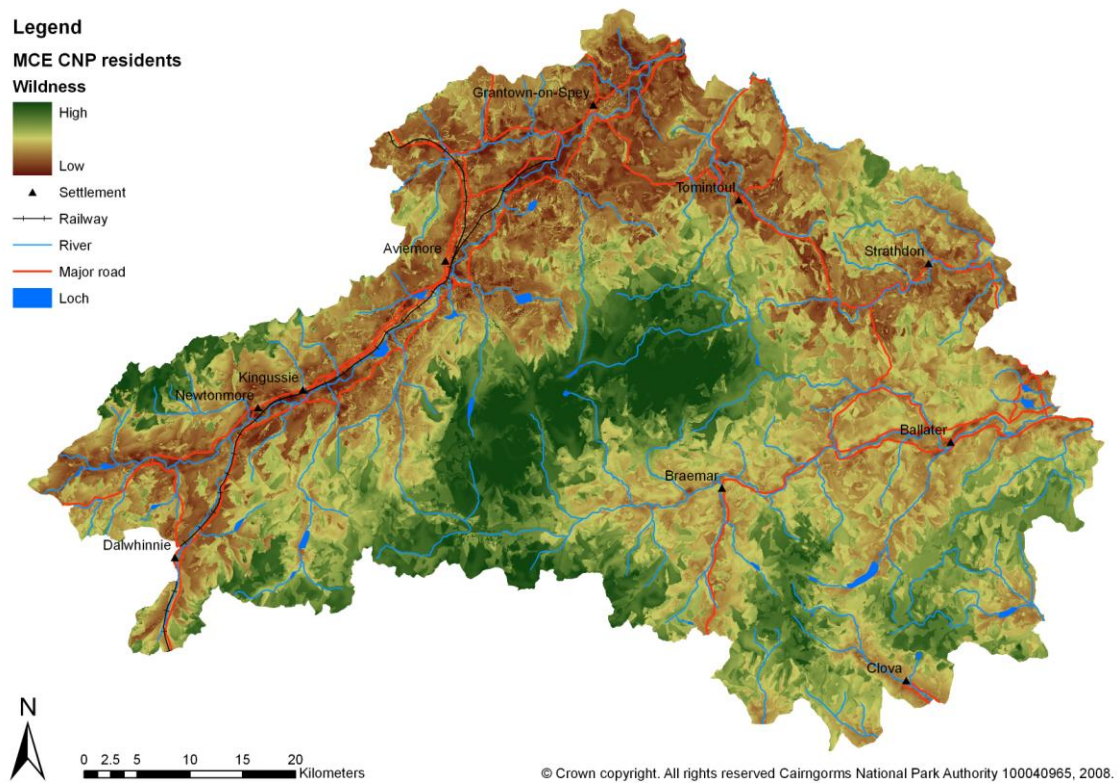 Legend
MCE CNP residents
Wildness
High
Low
Settlement
Railway
River
Major road
Loch
Grantown-on-Spey
Tomintoul
Strathdon
Aviemore
Kingussie
Newtonmore
Ballater
Braemar
Dalwhinnie
Clova
N
0 2.5 5 10 15 20
Kilometers
© Crown copyright. All rights reserved Cairngorms National Park Authority 100040965, 2008.